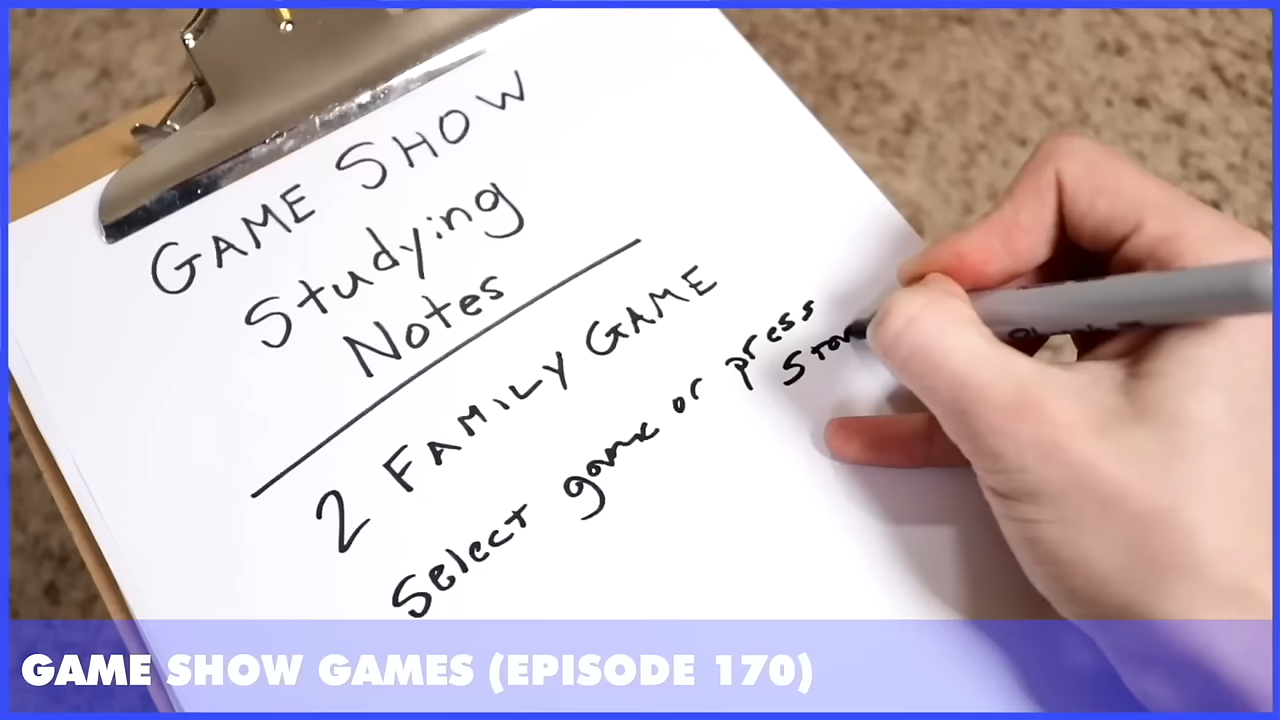 GAME SHOW
Studying
Notes
2 FAMILY GAME
Select game or press
GAME SHOW GAMES (EPISODE 170)